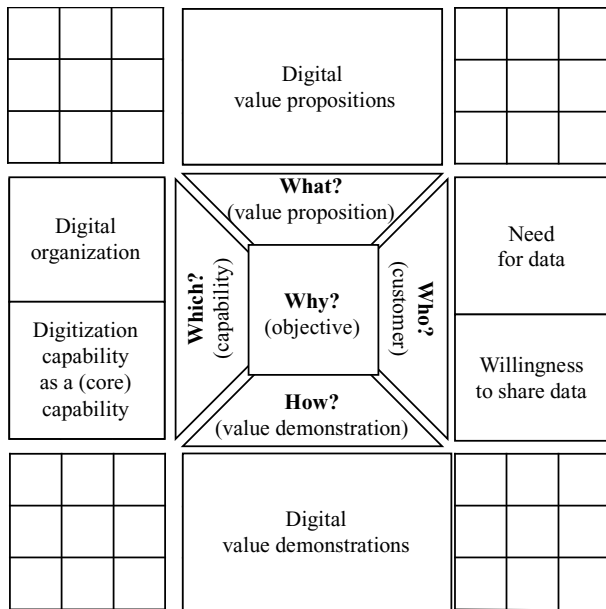 Digital
value propositions
What?
(value proposition)
Digital
organization
Digitization
capability
as a (core)
capability
Which?
(capability)
Why?
(objective)
Who?
(customer)
Need
for data
Willingness
to share data
How?
(value demonstration)
Digital
value demonstrations